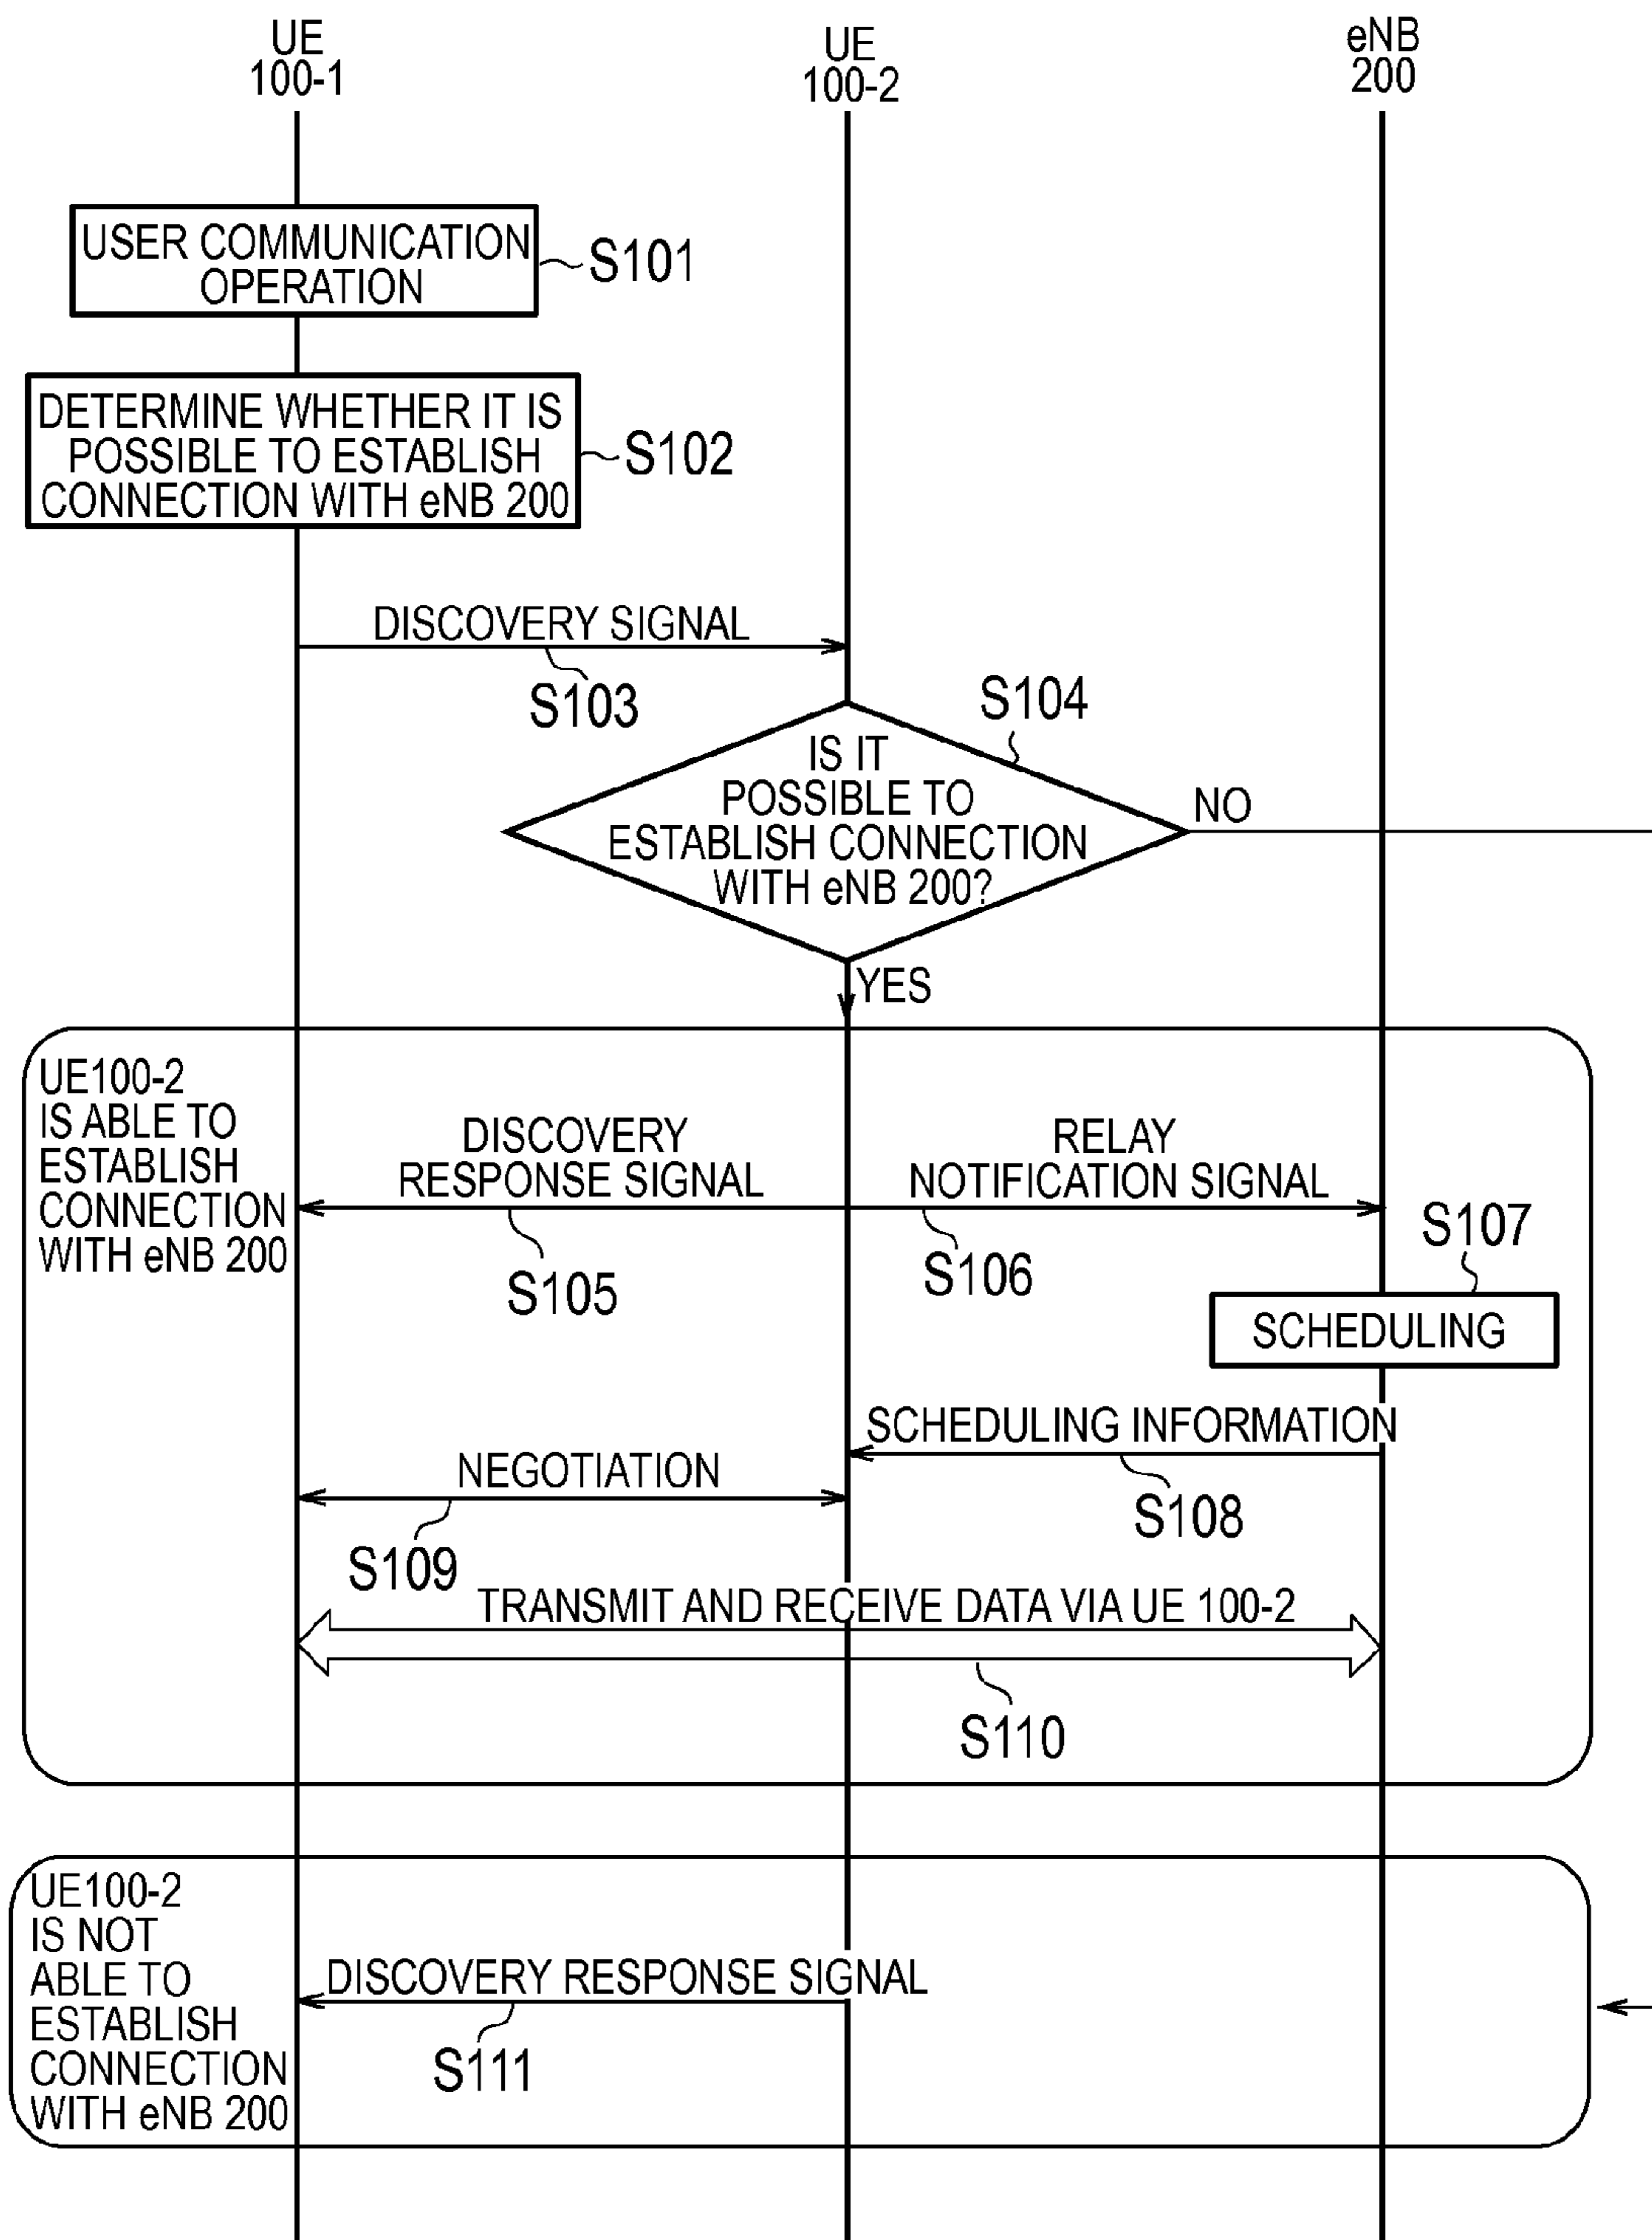 UE
100-1
UE
100-2
eNB
200
USER COMMUNICATION
OPERATION
S101
DETERMINE WHETHER IT IS
POSSIBLE TO ESTABLISH
CONNECTION WITH eNB 200
S102
DISCOVERY SIGNAL
S103
S104
IS IT
POSSIBLE TO
ESTABLISH CONNECTION
WITH eNB 200?
NO
YES
UE100-2
IS ABLE TO
ESTABLISH
CONNECTION
WITH eNB 200
DISCOVERY
RESPONSE SIGNAL
S105
RELAY
NOTIFICATION SIGNAL
S106
S107
SCHEDULING
SCHEDULING INFORMATION
S108
NEGOTIATION
S109
TRANSMIT AND RECEIVE DATA VIA UE 100-2
S110
UE100-2
IS NOT
ABLE TO
ESTABLISH
CONNECTION
WITH eNB 200
DISCOVERY RESPONSE SIGNAL
S111